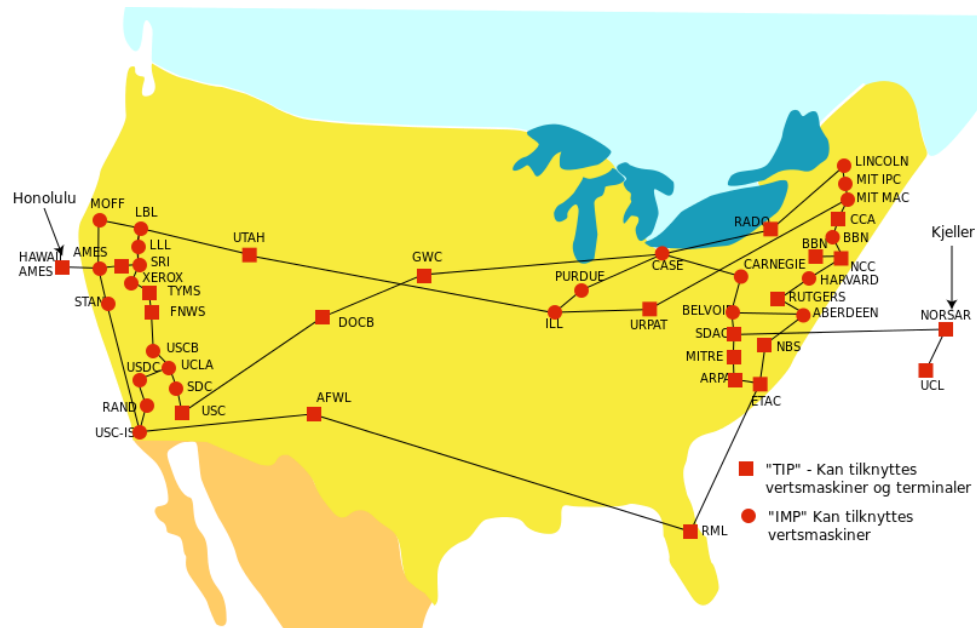 LINCOLN
MIT IPC
MIT MAC
Honolulu
MOFF
LBL
CCA
RADQ
LLL
UTAH
BBN
BBN
Kjeller
HAWAII
AMES
AMES
SRI
GWC
CASE
CARNEGIE
NCC
XEROX
PURDUE
HARVARD
TYMS
STAN
RUTGERS
FNWS
DOCB
ILL
URPAT
BELVOIR
ABERDEEN
NORSAR
SDAC
USCB
NBS
USDC
UCLA
MITRE
SDC
ARPA
UCL
RAND
USC
AFWL
ETAC
USC-IS
RML
"TIP" - Kan tilknyttes
vertsmaskiner og terminaler
"IMP" Kan tilknyttes
vertsmaskiner